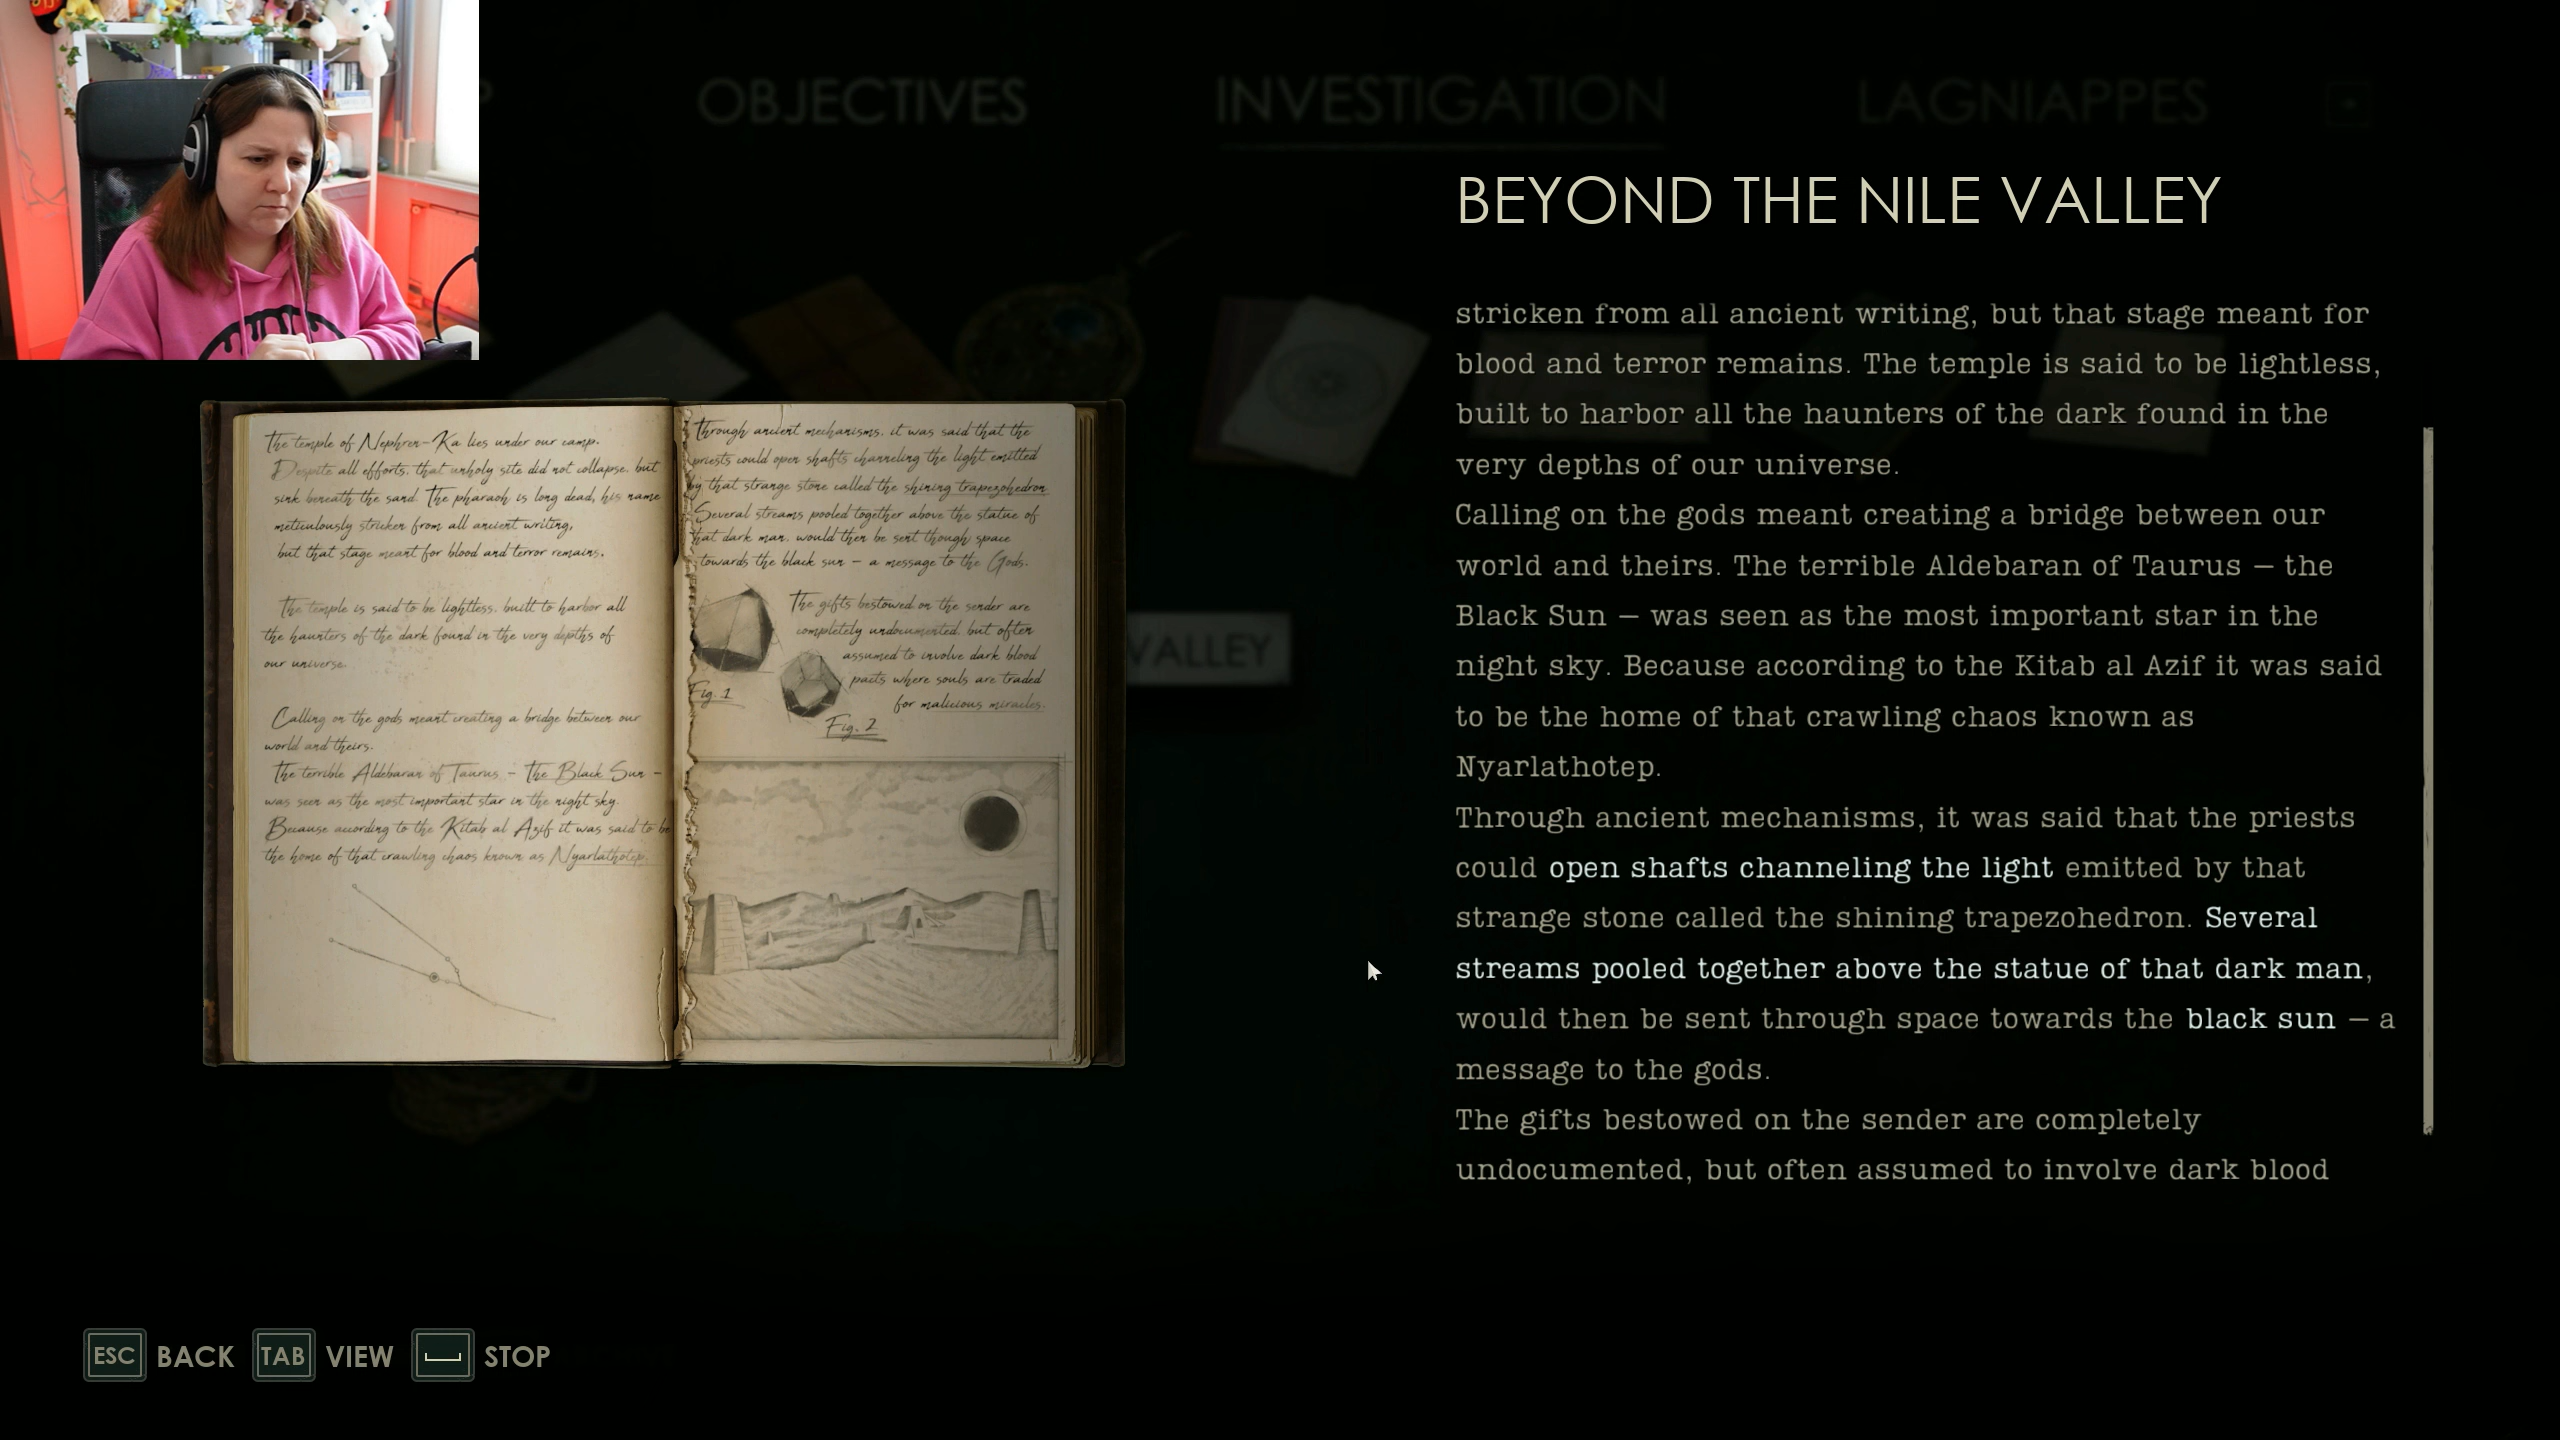 OBJECTIVES
INVESTIGATION
LAGNIAPPES
BEYOND THE NILE VALLEY
The temple of Nephren-Ka lies under our camp.
Despite all efforts, that unholy site did not collapse, but
sink beneath the sand. The pharaoh is long dead, his name
meticulously stricken from all ancient writing,
but that stage meant for blood and terror remains.
The temple is said to be lightless, built to harbor all
the haunters of the dark found in the very depths of
our universe.
Calling on the gods meant creating a bridge between our
world and theirs.
The terrible Aldebaran of Taurus - The Black Sun -
was seen as the most important star in the night sky.
Because according to the Kitab al Azif it was said to be
the home of that crawling chaos known as Nyarlathotep.
Through ancient mechanisms, it was said that the
priests could open shafts channeling the light emitted
by that strange stone called the shining trapezohedron.
Several streams pooled together above the statue of
that dark man, would then be sent though space
towards the black sun - a message to the Gods.
The gifts bestowed on the sender are
completely undocumented, but often
assumed to involve dark blood
pacts where souls are traded
for malicious miracles.
Fig. 1
Fig. 2
VALLEY
stricken from all ancient writing, but that stage meant for
blood and terror remains. The temple is said to be lightless,
built to harbor all the haunters of the dark found in the
very depths of our universe.
Calling on the gods meant creating a bridge between our
world and theirs. The terrible Aldebaran of Taurus — the
Black Sun — was seen as the most important star in the
night sky. Because according to the Kitab al Azif it was said
to be the home of that crawling chaos known as
Nyarlathotep.
Through ancient mechanisms, it was said that the priests
could open shafts channeling the light emitted by that
strange stone called the shining trapezohedron. Several
streams pooled together above the statue of that dark man,
would then be sent through space towards the black sun — a
message to the gods.
The gifts bestowed on the sender are completely
undocumented, but often assumed to involve dark blood
ESC BACK TAB VIEW STOP